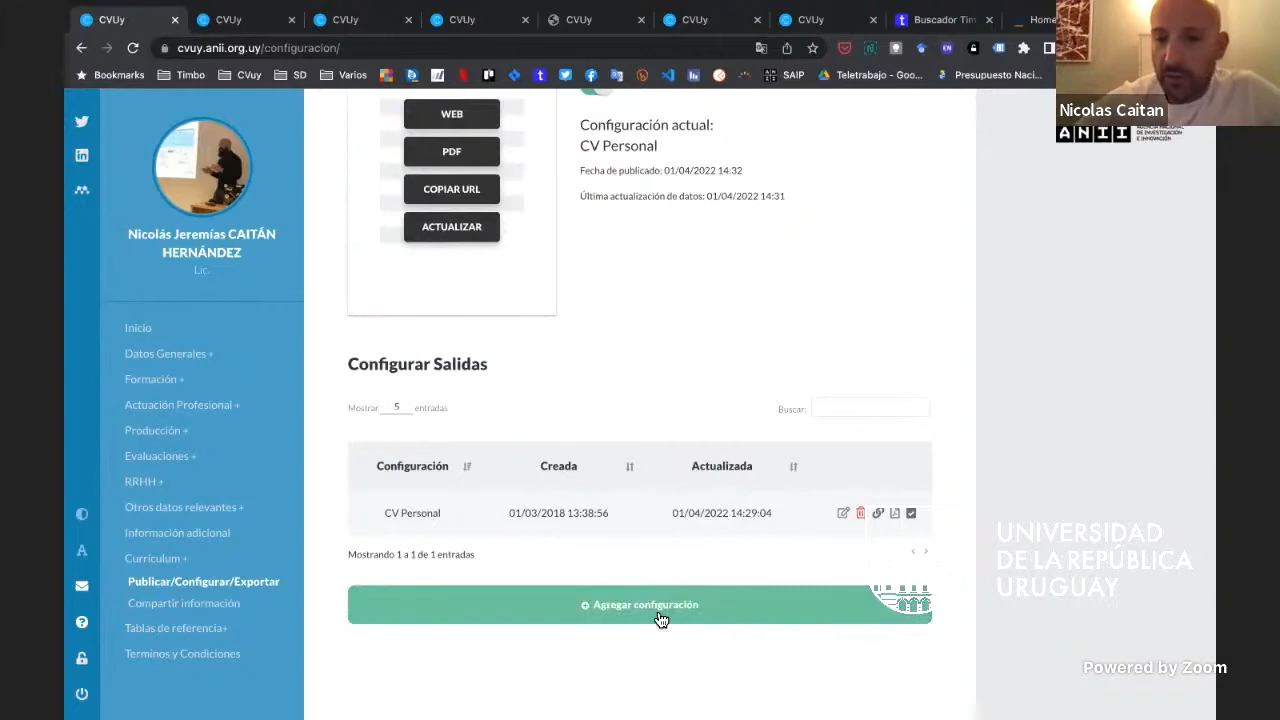 CVUy
CVUy
CVUy
CVUy
CVUy
CVUy
CVUy
Buscador Tim
Home
cvuy.anii.org.uy/configuracion/
Bookmarks
Timbo
CVuy
SD
Varios
SAIP
Teletrabajo - Goo...
Presupuesto Naci...
Nicolas Caitan
ANII
AGENCIA NACIONAL
DE INVESTIGACIÓN
E INNOVACIÓN
WEB
PDF
COPIAR URL
ACTUALIZAR
Configuración actual:
CV Personal
Fecha de publicado: 01/04/2022 14:32
Última actualización de datos: 01/04/2022 14:31
Nicolás Jeremías CAITÁN
HERNÁNDEZ
Lic.
Inicio
Datos Generales +
Formación +
Actuación Profesional +
Producción +
Evaluaciones +
RRHH +
Otros datos relevantes +
Información adicional
Currículum +
Publicar/Configurar/Exportar
Compartir información
Tablas de referencia+
Terminos y Condiciones
Configurar Salidas
Mostrar 5 entradas
Buscar:
Configuración Creada Actualizada
CV Personal 01/03/2018 13:38:56 01/04/2022 14:29:04
Mostrando 1 a 1 de 1 entradas
Agregar configuración
UNIVERSIDAD
DE LA REPÚBLICA
URUGUAY
Powered by Zoom